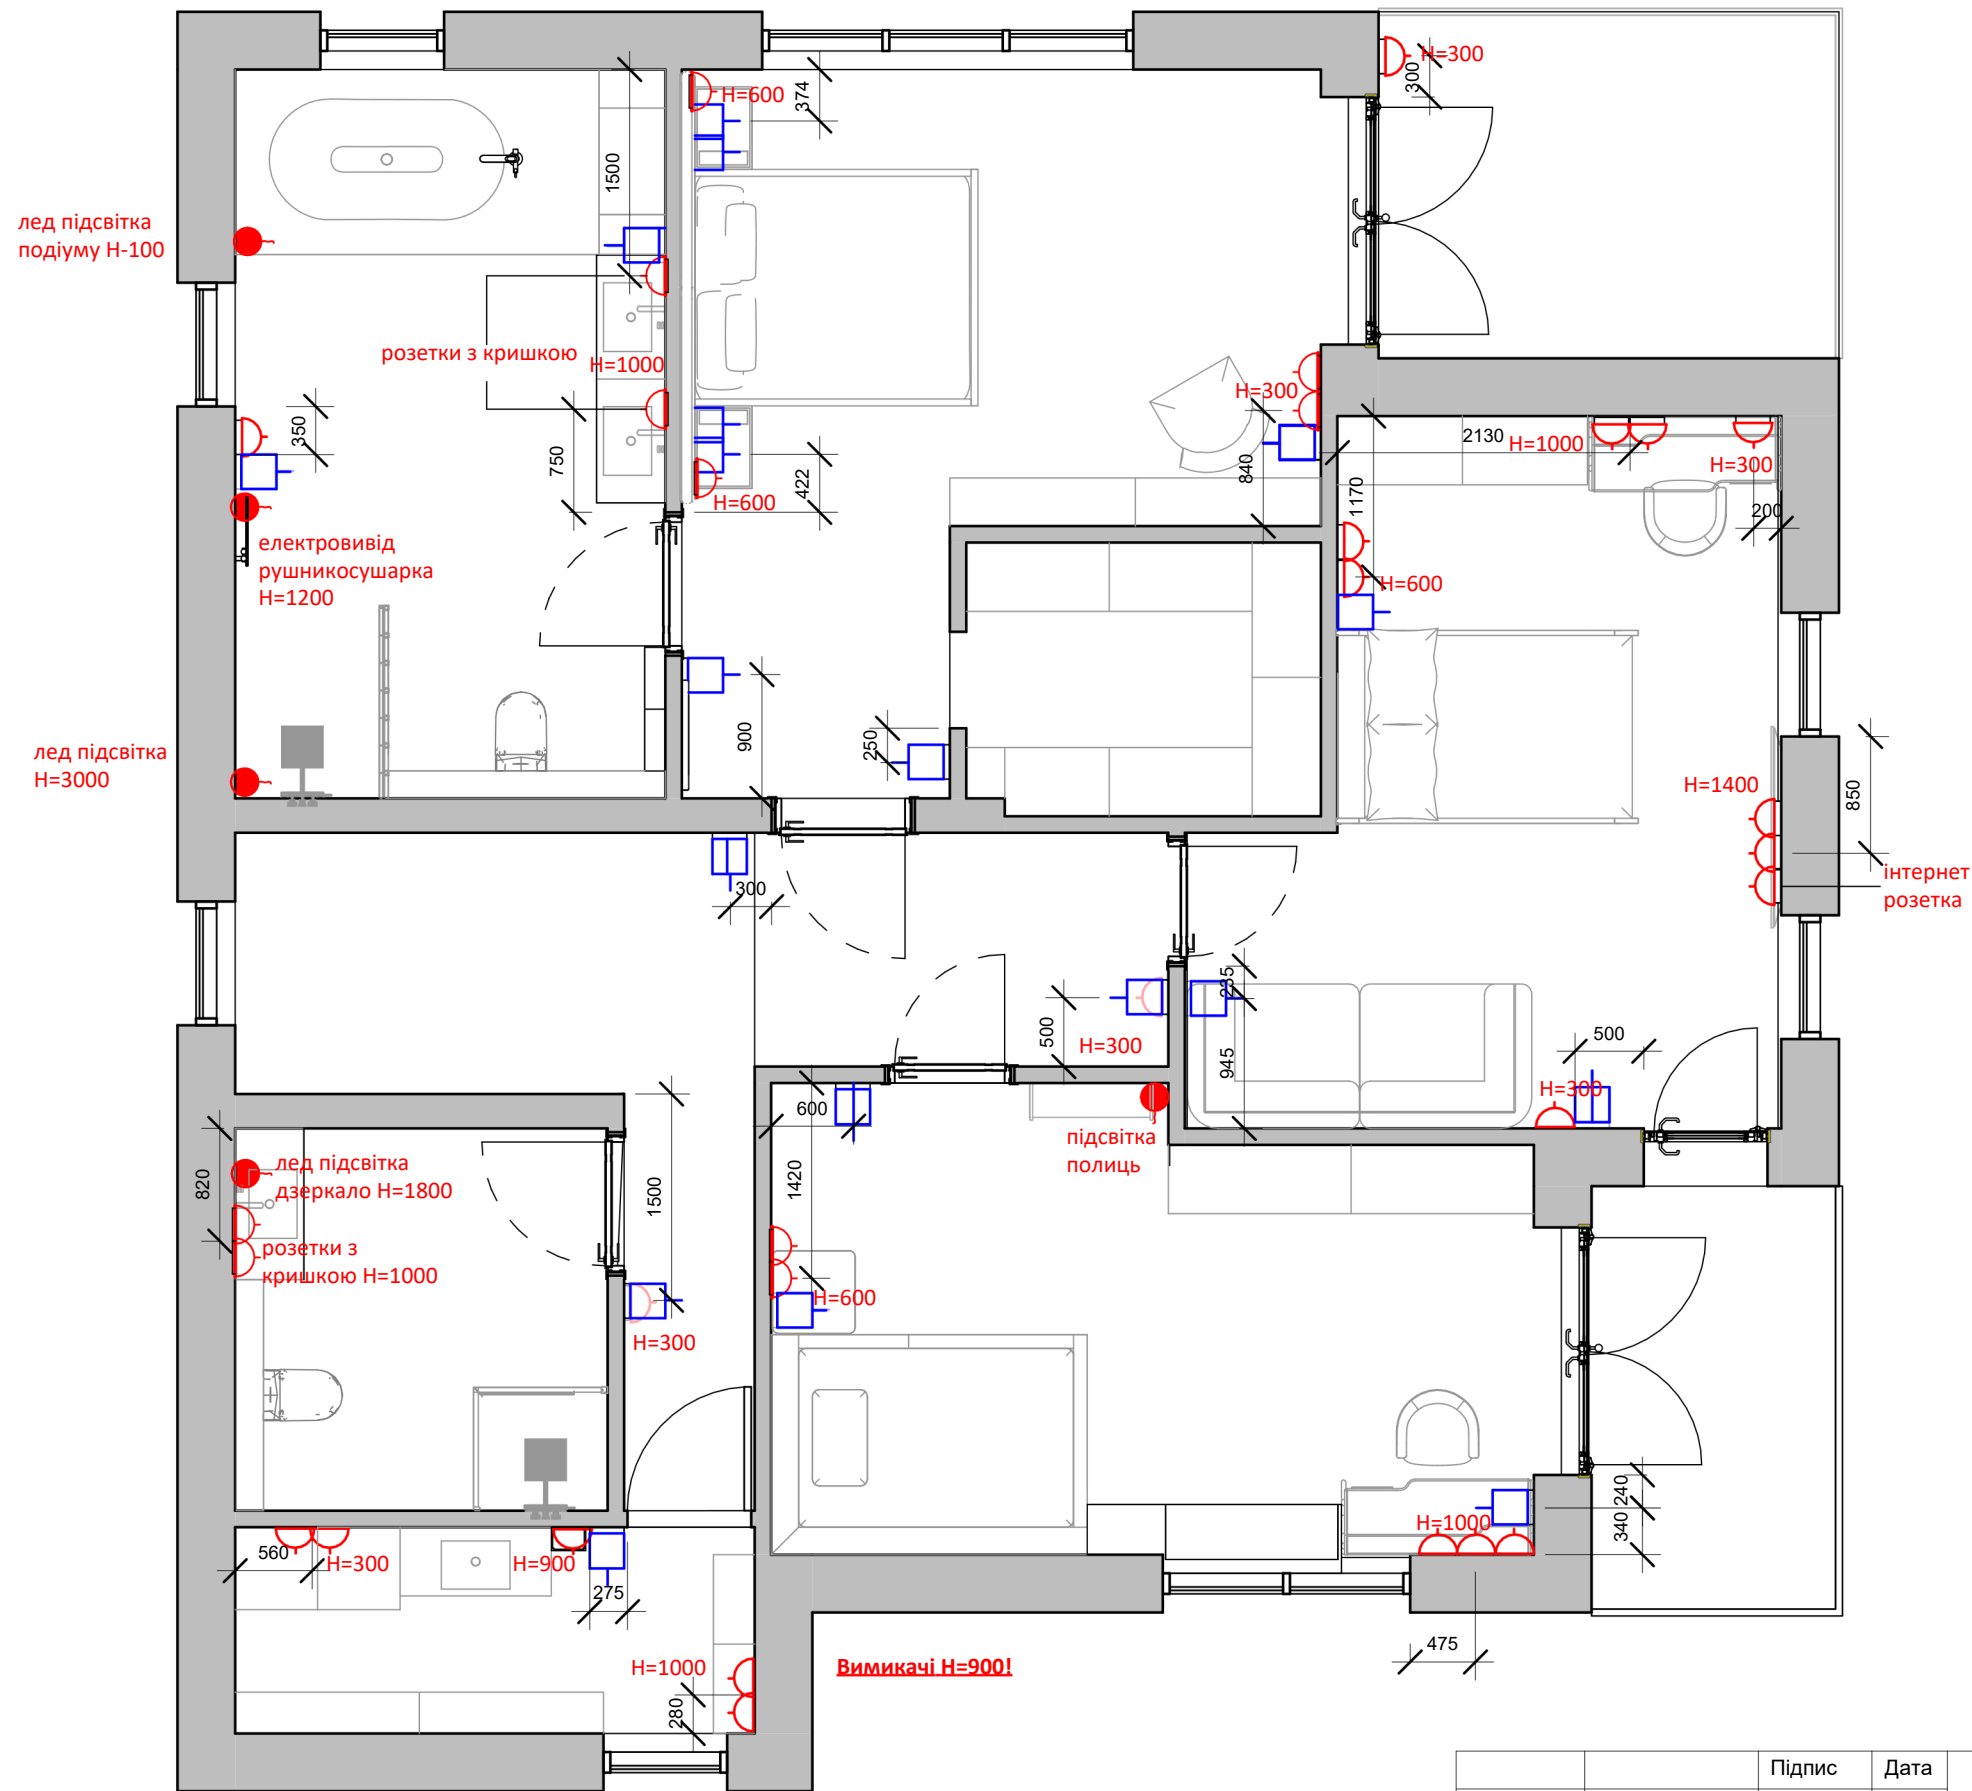 H=300
300
H=600
374
1500
лед підсвітка
подіуму H-100
розетки з кришкою
H=1000
H=300
350
750
422
H=600
840
2130
H=1000
H=300
1170
200
H=600
електровивід
рушникосушарка
H=1200
900
250
лед підсвітка
H=3000
H=1400
850
інтернет
розетка
300
235
500
H=300
945
500
H=300
600
підсвітка
полиць
820
лед підсвітка
дзеркало H=1800
1500
1420
розетки з
кришкою H=1000
H=600
H=300
240
340
H=1000
560
H=300
H=900
275
475
H=1000
280
Вимикачі H=900!
Підпис Дата